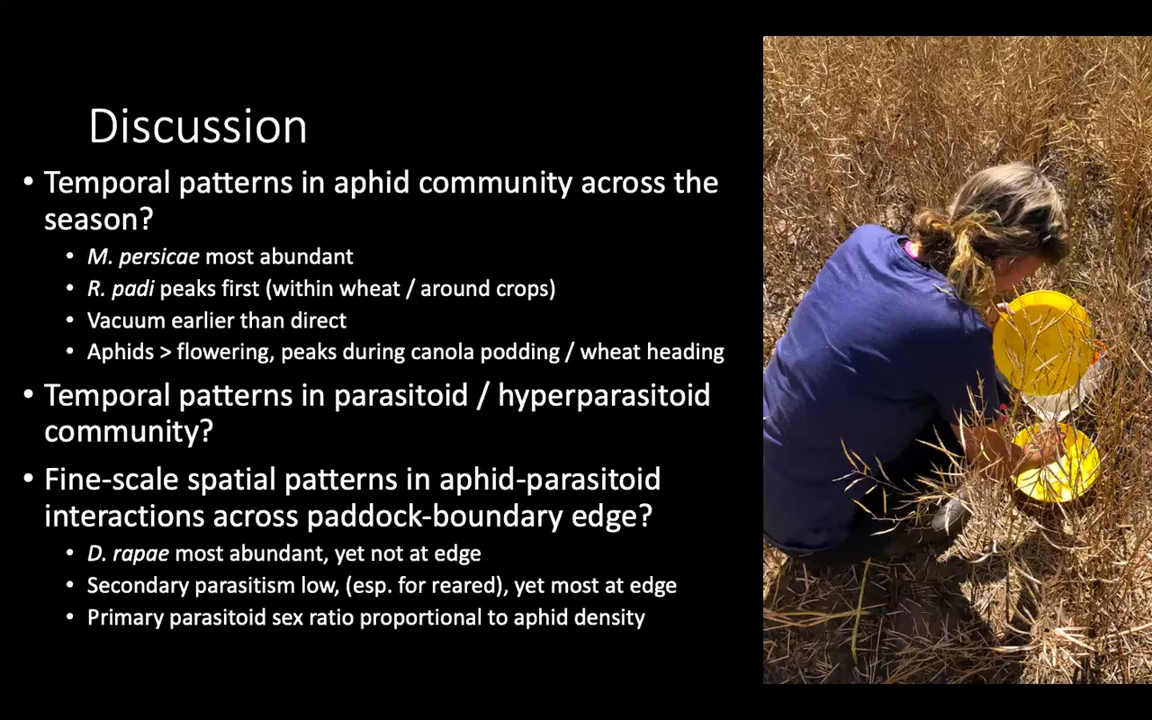 Discussion
• Temporal patterns in aphid community across the
season?
• M. persicae most abundant
• R. padi peaks first (within wheat / around crops)
• Vacuum earlier than direct
• Aphids > flowering, peaks during canola podding / wheat heading
• Temporal patterns in parasitoid / hyperparasitoid
community?
• Fine-scale spatial patterns in aphid-parasitoid
interactions across paddock-boundary edge?
• D. rapae most abundant, yet not at edge
• Secondary parasitism low, (esp. for reared), yet most at edge
• Primary parasitoid sex ratio proportional to aphid density